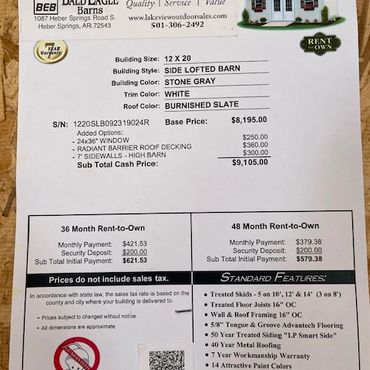 BEB
BALD EAGLE
Barns
1087 Heber Springs Road S.
Heber Springs, AR 72543
Quality | Service | Value
www.lakeviewoutdoorsales.com
501-306-2492
7
YEAR
Warranty
RENT
TO
OWN
Building Size: 12 X 20
Building Style: SIDE LOFTED BARN
Building Color: STONE GRAY
Trim Color: WHITE
Roof Color: BURNISHED SLATE
S/N: 1220SLB092319024R Base Price: $8,195.00
Added Options:
- 24x36" WINDOW $250.00
- RADIANT BARRIER ROOF DECKING $360.00
- 7' SIDEWALLS - HIGH BARN $300.00
Sub Total Cash Price: $9,105.00
36 Month Rent-to-Own
Monthly Payment: $421.53
Security Deposit: $200.00
Sub Total Initial Payment: $621.53
48 Month Rent-to-Own
Monthly Payment: $379.38
Security Deposit: $200.00
Sub Total Initial Payment: $579.38
Prices do not include sales tax.
In accordance with state law, the sales tax rate is based on the
county and city where your building is delivered to.
• Prices subject to changed without notice.
• All dimensions are approximate.
STANDARD FEATURES:
• Treated Skids - 5 on 10', 12' & 14' (3 on 8')
• Treated Floor Joists 16" OC
• Wall & Roof Framing 16" OC
• 5/8" Tongue & Groove Advantech Flooring
• 50 Year Treated Siding "LP Smart Side"
• 40 Year Metal Roofing
• 7 Year Workmanship Warranty
• 14 Attractive Paint Colors